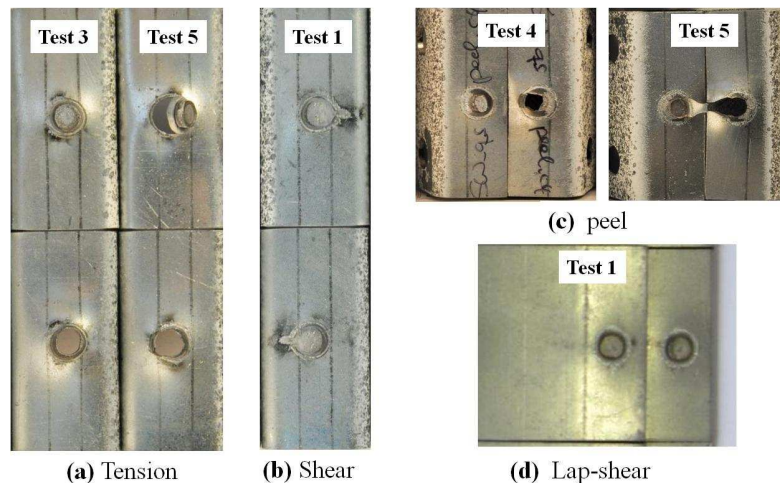 Test 3
Test 5
Test 1
Test 4
Test 5
(c) peel
Test 1
(a) Tension
(b) Shear
(d) Lap-shear